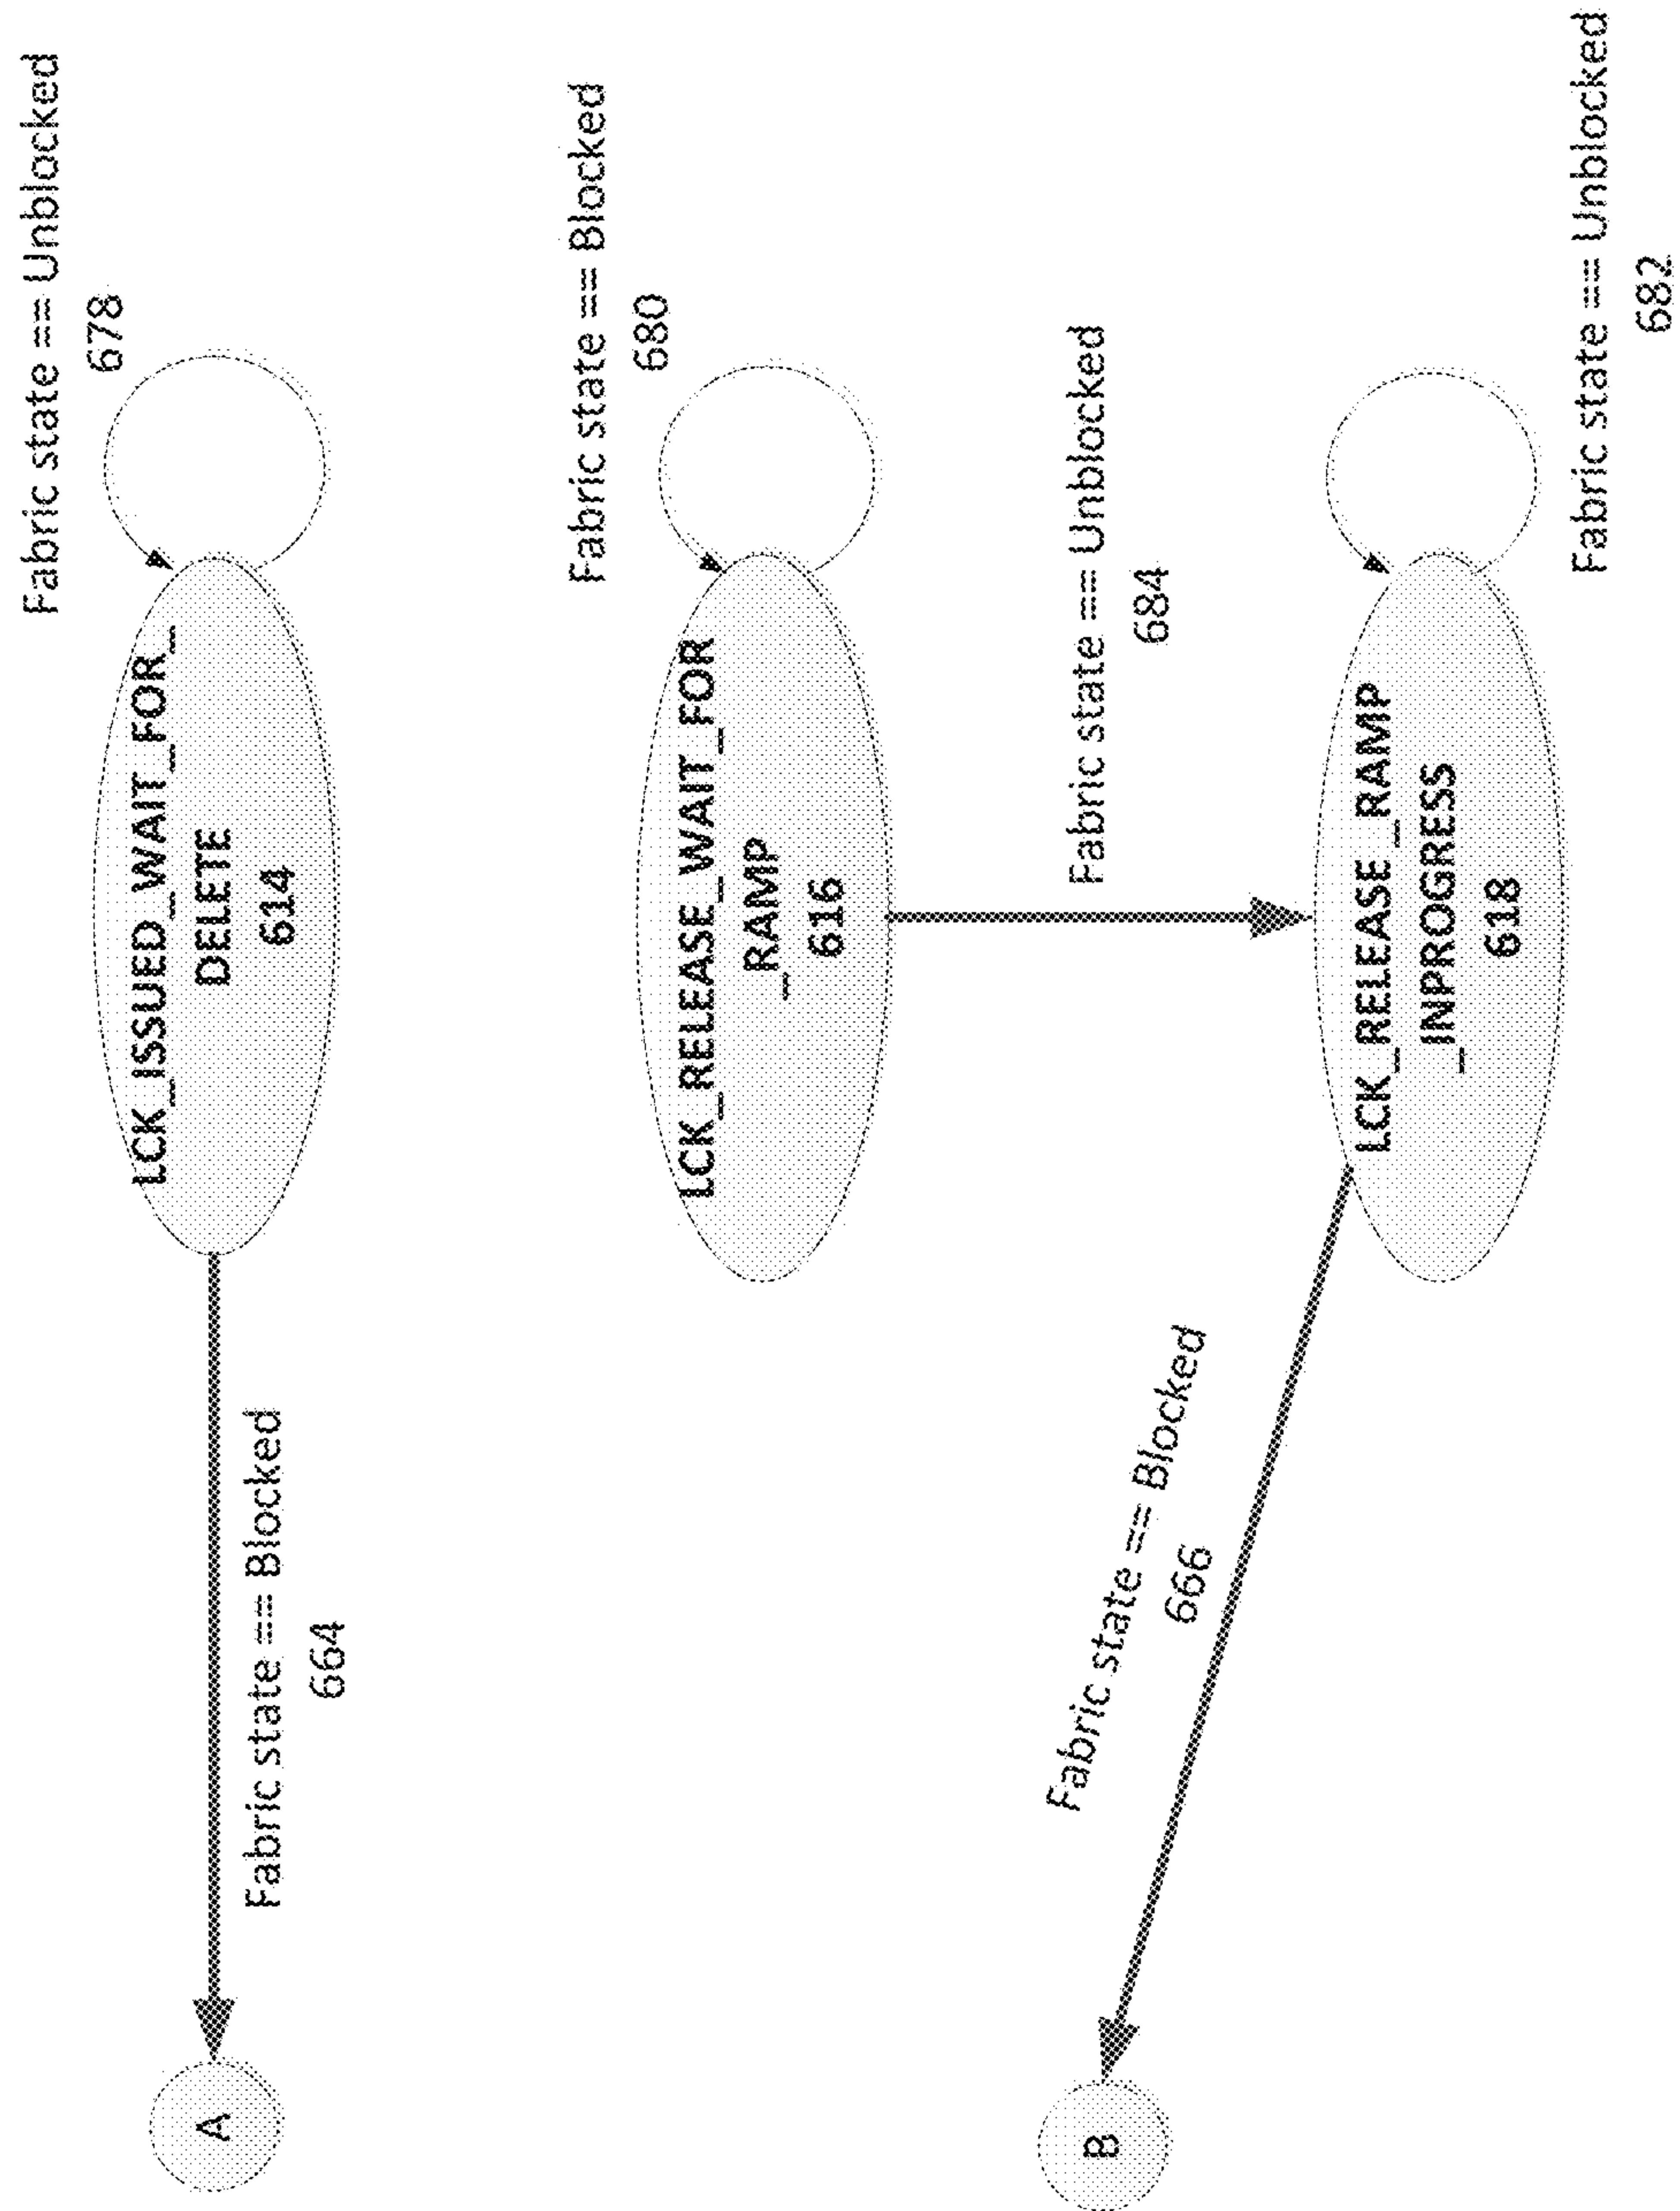 Fabric state == Unblocked
678
LCK_ISSUED_WAIT_FOR_
DELETE
614
Fabric state == Blocked
664
A
Fabric state == Blocked
680
LCK_RELEASE_WAIT_FOR
_RAMP
616
Fabric state == Unblocked
684
Fabric state == Blocked
666
B
LCK_RELEASE_RAMP
_INPROGRESS
618
Fabric state == Unblocked
682